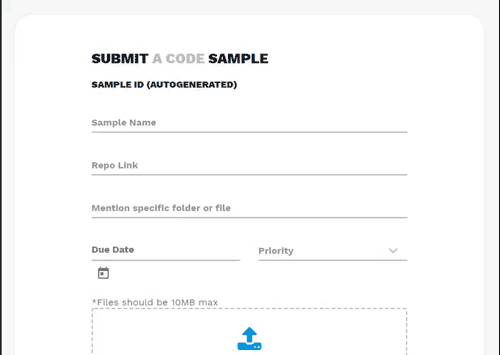 SUBMIT A CODE SAMPLE
SAMPLE ID (AUTOGENERATED)
Sample Name
Repo Link
Mention specific folder or file
Due Date
Priority
*Files should be 10MB max